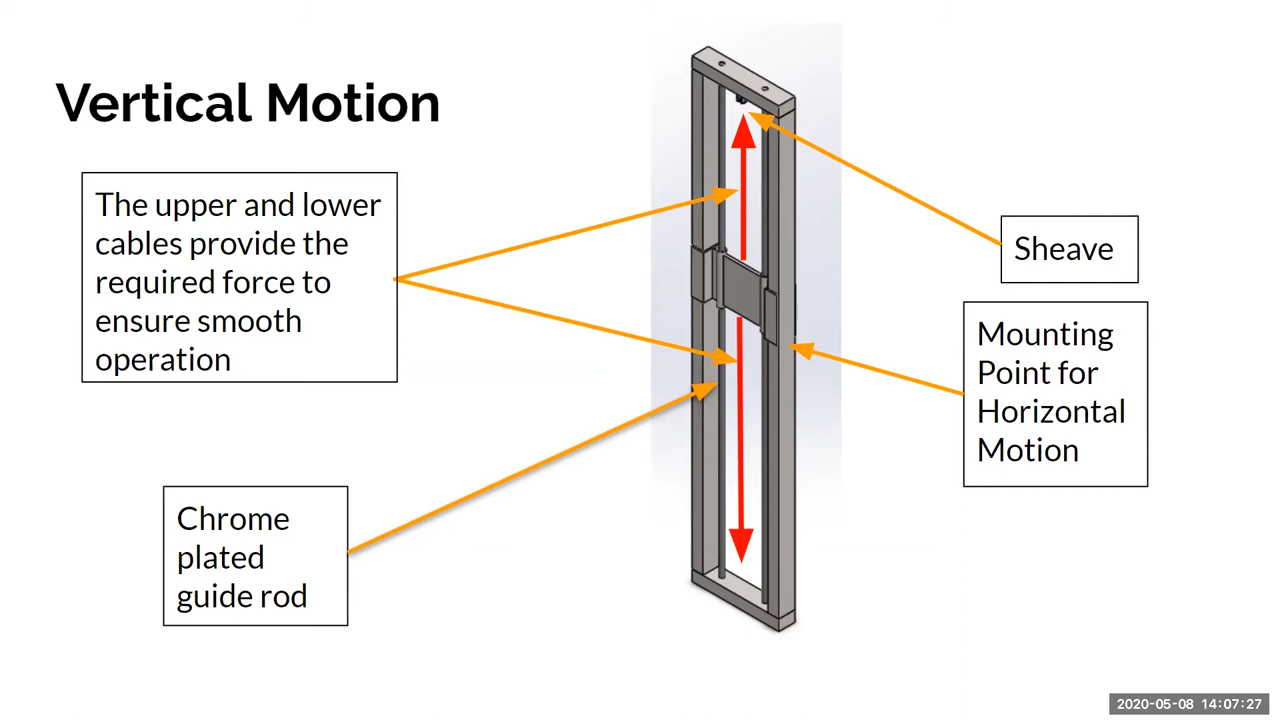 Vertical Motion
The upper and lower
cables provide the
required force to
ensure smooth
operation
Sheave
Mounting
Point for
Horizontal
Motion
Chrome
plated
guide rod
2020-05-08 14:07:27